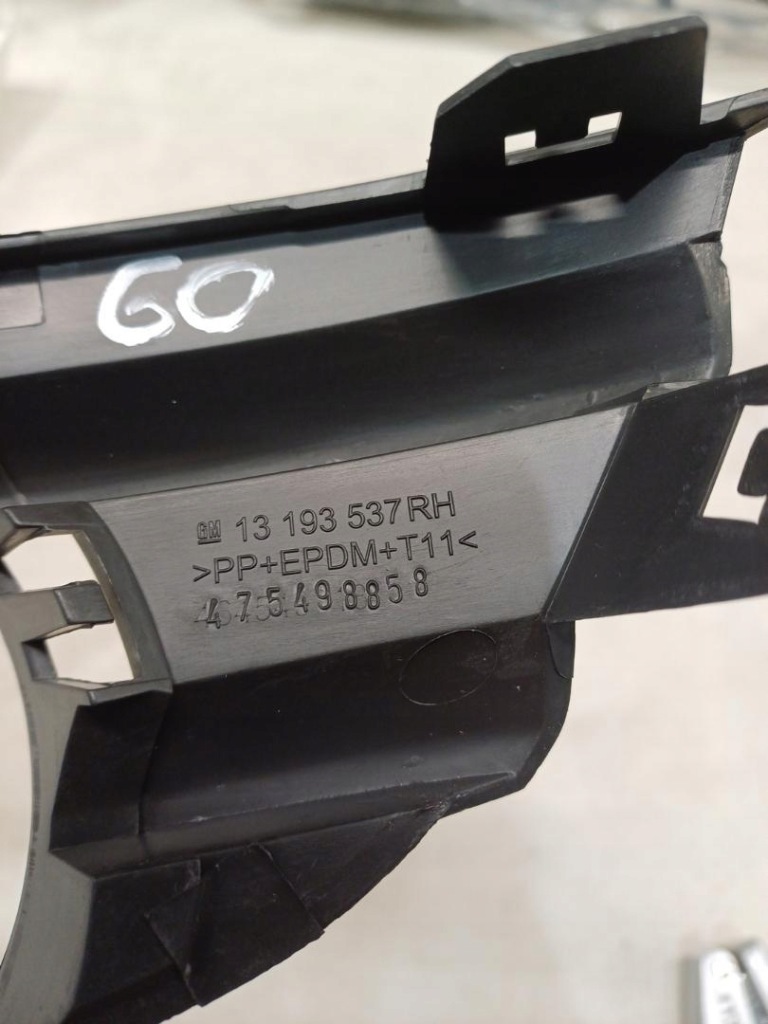 GO
GM 13 193 537 RH
>PP+EPDM+T11<
475498858